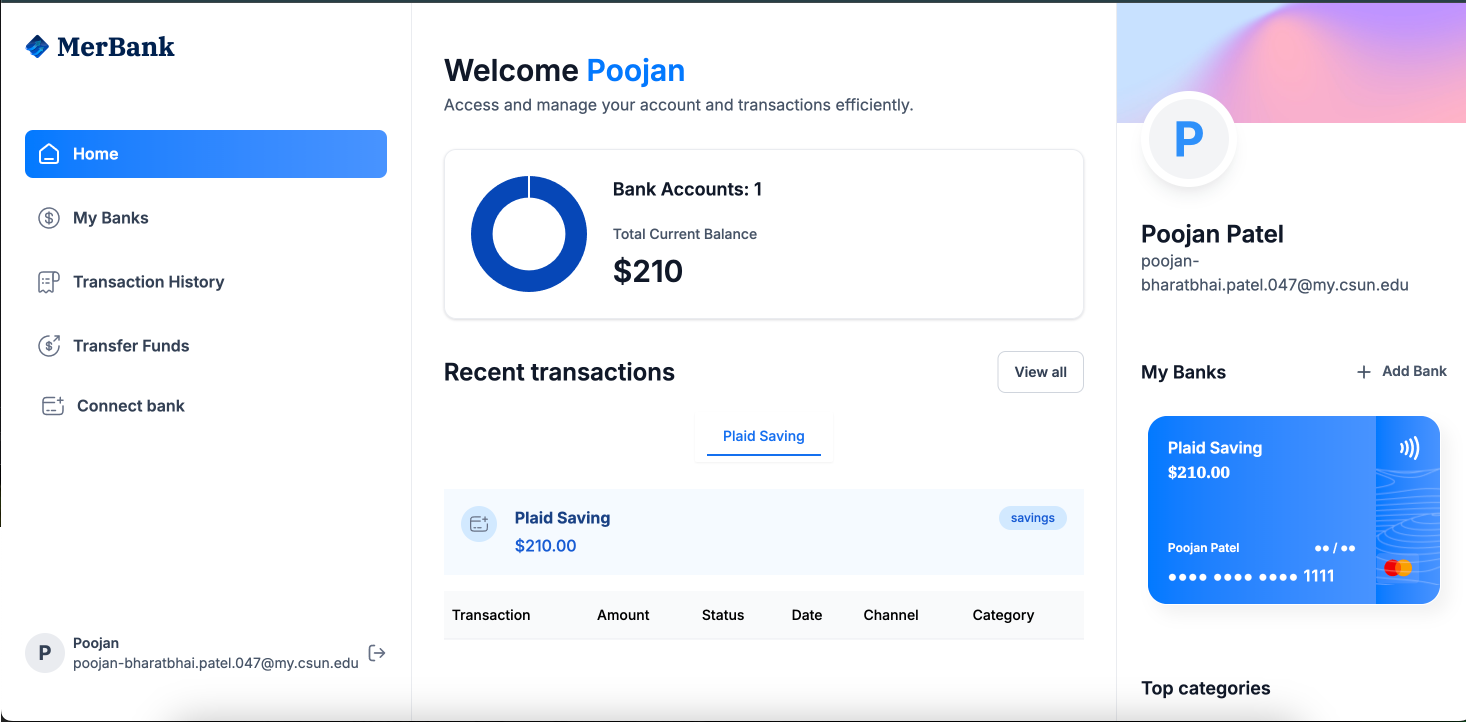 MerBank
Home
My Banks
Transaction History
Transfer Funds
Connect bank
P
Poojan
poojan-bharatbhai.patel.047@my.csun.edu
Welcome Poojan
Access and manage your account and transactions efficiently.
Bank Accounts: 1
Total Current Balance
$210
Recent transactions
View all
Plaid Saving
Plaid Saving
savings
$210.00
Transaction Amount Status Date Channel Category
P
Poojan Patel
poojan-
bharatbhai.patel.047@my.csun.edu
My Banks
+ Add Bank
Plaid Saving
$210.00
Poojan Patel ●● / ●●
●●●● ●●●● ●●●● 1111
Top categories